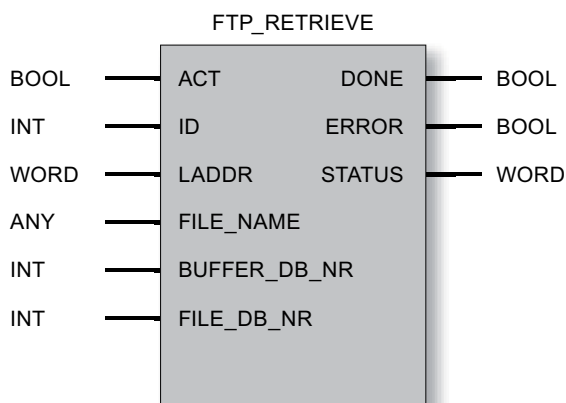 FTP_RETRIEVE
BOOL ACT DONE BOOL
INT ID ERROR BOOL
WORD LADDR STATUS WORD
ANY FILE_NAME
INT BUFFER_DB_NR
INT FILE_DB_NR